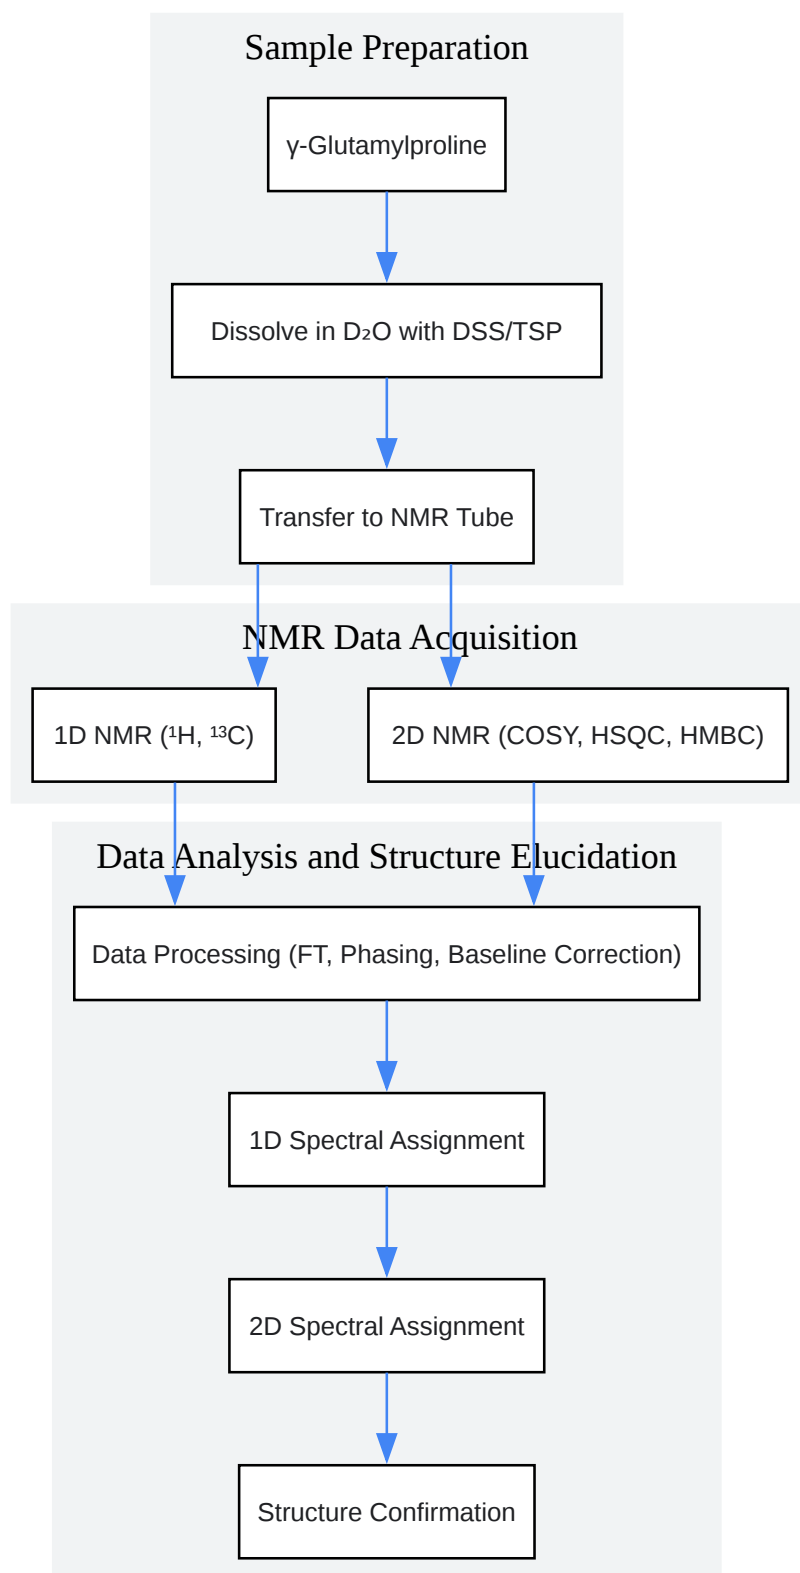 Sample Preparation
γ-Glutamylproline
Dissolve in D₂O with DSS/TSP
Transfer to NMR Tube
NMR Data Acquisition
1D NMR (¹H, ¹³C)
2D NMR (COSY, HSQC, HMBC)
Data Analysis and Structure Elucidation
Data Processing (FT, Phasing, Baseline Correction)
1D Spectral Assignment
2D Spectral Assignment
Structure Confirmation